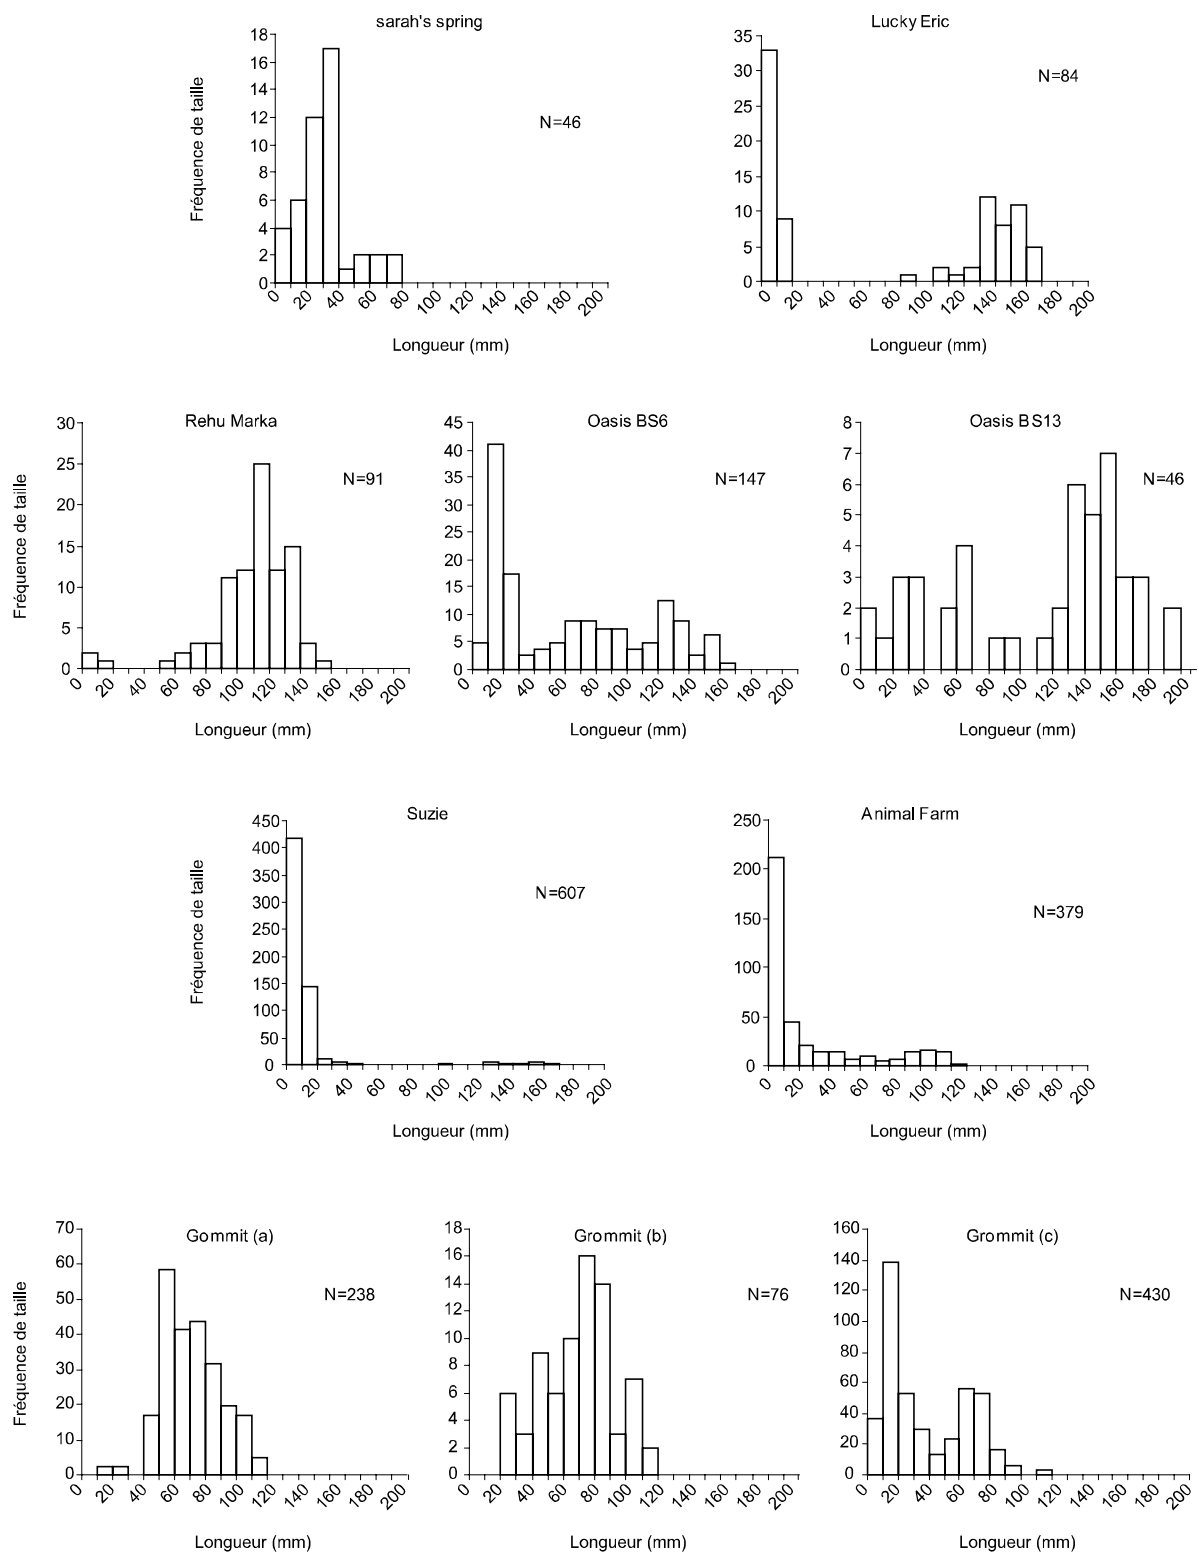 sarah's spring
Lucky Eric
Fréquence de taille
18
16
14
12
10
8
6
4
2
0
N=46
0 20 40 60 80 100 120 140 160 180 200
Longueur (mm)
35
30
25
20
15
10
5
0
N=84
0 20 40 60 80 100 120 140 160 180 200
Longueur (mm)
Rehu Marka
Oasis BS6
Oasis BS13
Fréquence de taille
30
25
20
15
10
5
0
N=91
0 20 40 60 80 100 120 140 160 180 200
Longueur (mm)
45
40
35
30
25
20
15
10
5
0
N=147
0 20 40 60 80 100 120 140 160 180 200
Longueur (mm)
8
7
6
5
4
3
2
1
0
N=46
0 20 40 60 80 100 120 140 160 180 200
Longueur (mm)
Suzie
Animal Farm
Fréquence de taille
450
400
350
300
250
200
150
100
50
0
N=607
0 20 40 60 80 100 120 140 160 180 200
Longueur (mm)
250
200
150
100
50
0
N=379
0 20 40 60 80 100 120 140 160 180 200
Longueur (mm)
Gommit (a)
Grommit (b)
Grommit (c)
Fréquence de taille
70
60
50
40
30
20
10
0
N=238
0 20 40 60 80 100 120 140 160 180 200
Longueur (mm)
18
16
14
12
10
8
6
4
2
0
N=76
0 20 40 60 80 100 120 140 160 180 200
Longueur (mm)
160
140
120
100
80
60
40
20
0
N=430
0 20 40 60 80 100 120 140 160 180 200
Longueur (mm)